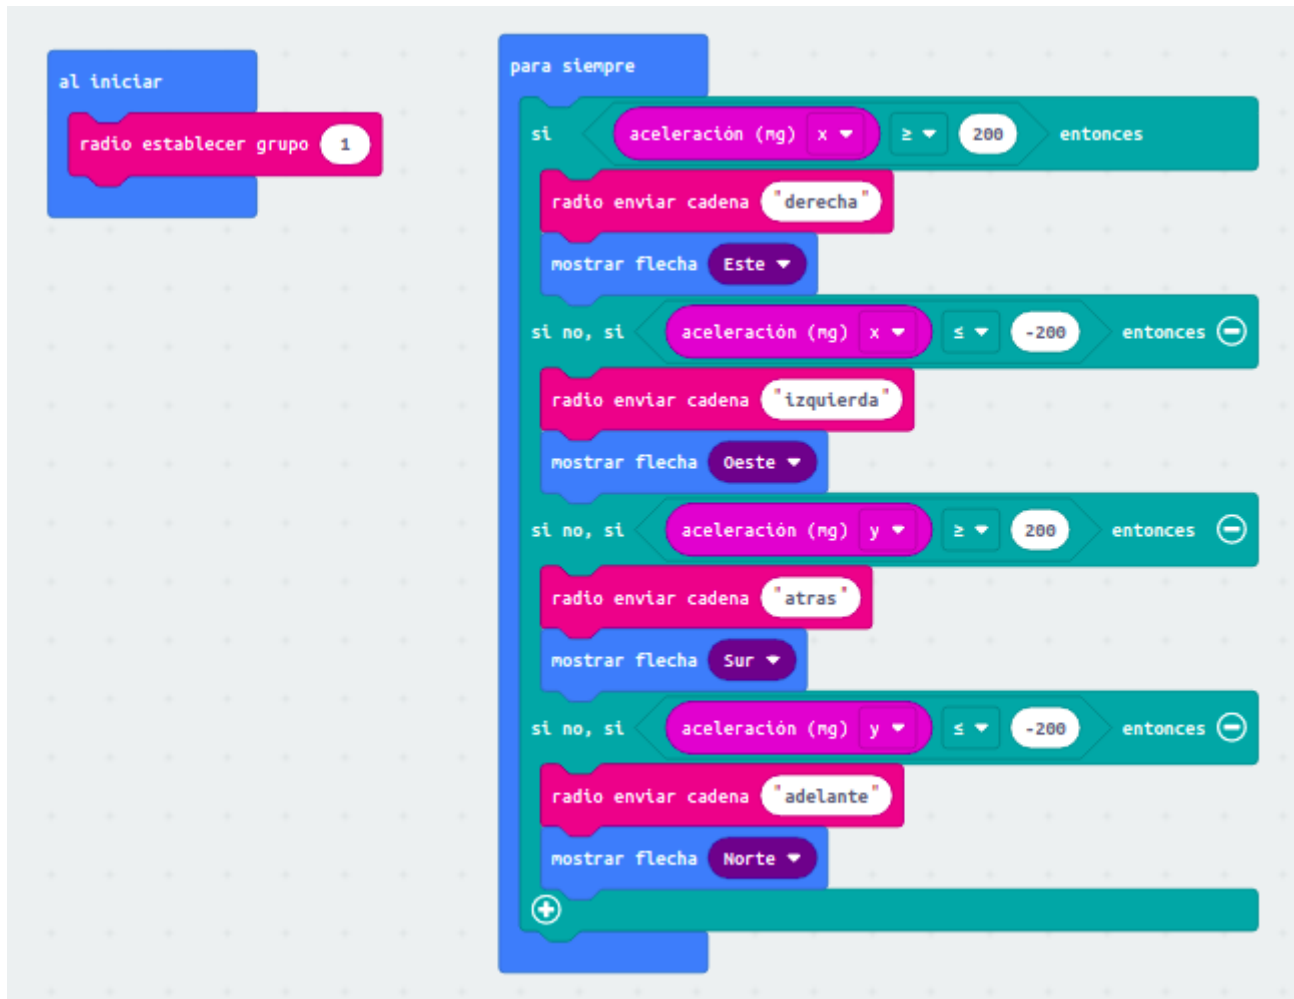 al iniciar
radio establecer grupo 1
para siempre
si aceleración (mg) x ≥ 200 entonces
radio enviar cadena "derecha"
mostrar flecha Este
si no, si aceleración (mg) x ≤ -200 entonces
radio enviar cadena "izquierda"
mostrar flecha Oeste
si no, si aceleración (mg) y ≥ 200 entonces
radio enviar cadena "atras"
mostrar flecha Sur
si no, si aceleración (mg) y ≤ -200 entonces
radio enviar cadena "adelante"
mostrar flecha Norte